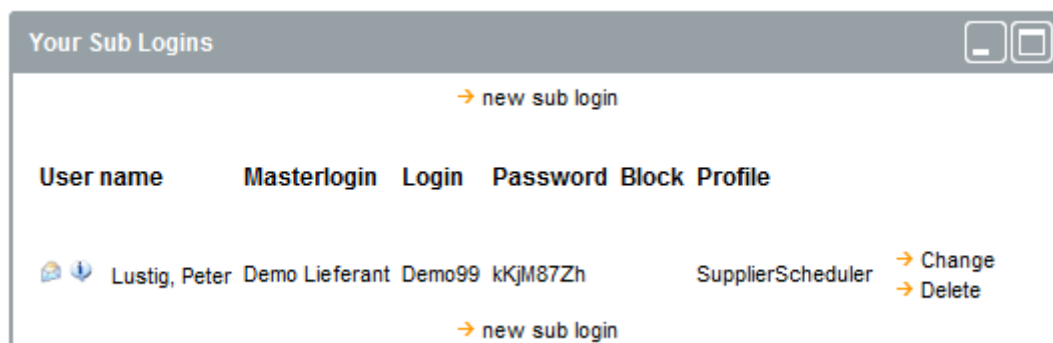 Your Sub Logins
new sub login
User name Masterlogin Login Password Block Profile
Lustig, Peter Demo Lieferant Demo99 kKjM87Zh SupplierScheduler Change
Delete
new sub login